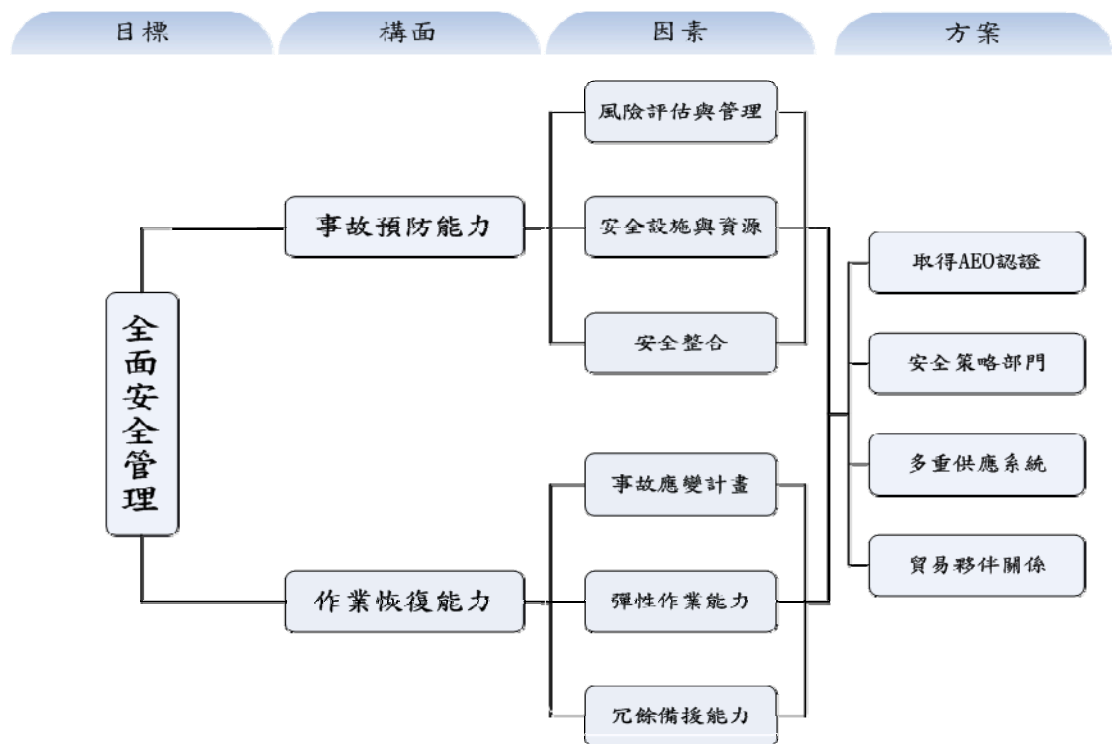 目標
構面
因素
方案
風險評估與管理
事故預防能力
安全設施與資源
取得AEO認證
全面安全管理
安全整合
安全策略部門
多重供應系統
事故應變計畫
貿易夥伴關係
作業恢復能力
彈性作業能力
冗餘備援能力